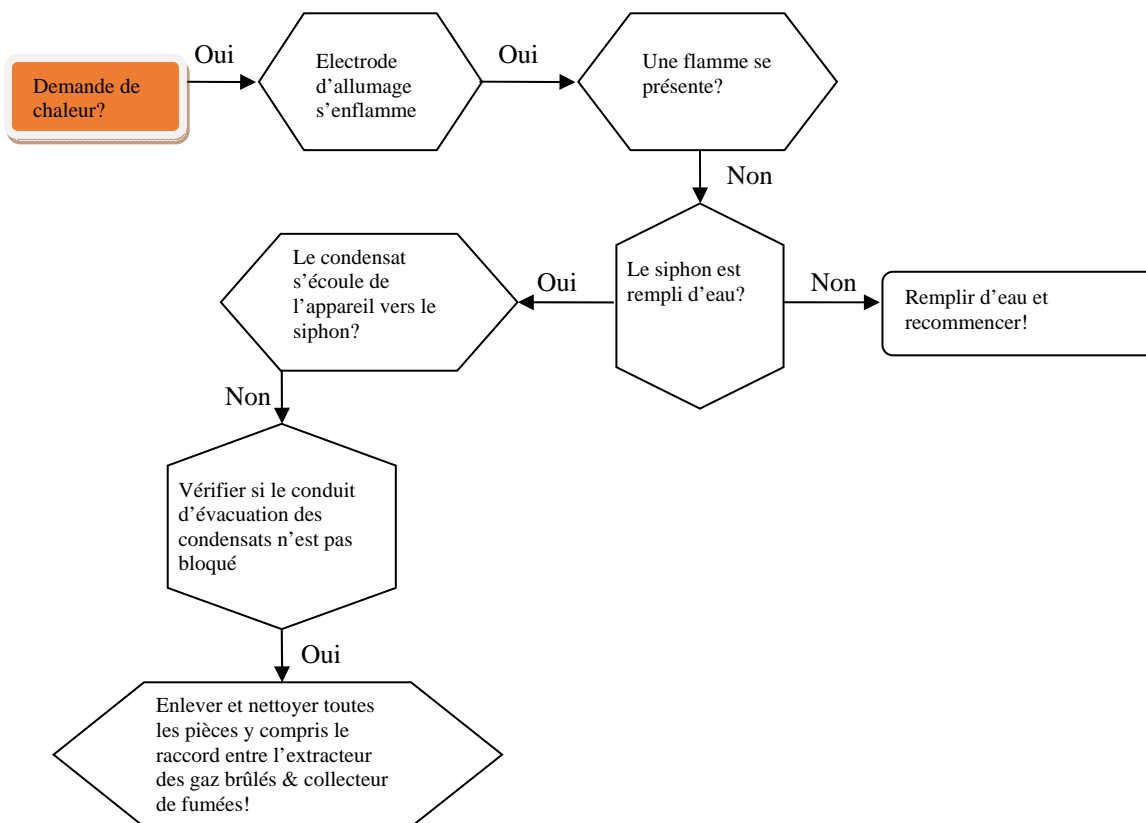 Demande de
chaleur?
Oui
Electrode
d’allumage
s’enflamme
Oui
Une flamme se
présente?
Non
Le siphon est
rempli d’eau?
Non
Remplir d’eau et
recommencer!
Oui
Le condensat
s’écoule de
l’appareil vers le
siphon?
Non
Vérifier si le conduit
d’évacuation des
condensats n’est pas
bloqué
Oui
Enlever et nettoyer toutes
les pièces y compris le
raccord entre l’extracteur
des gaz brûlés & collecteur
de fumées!